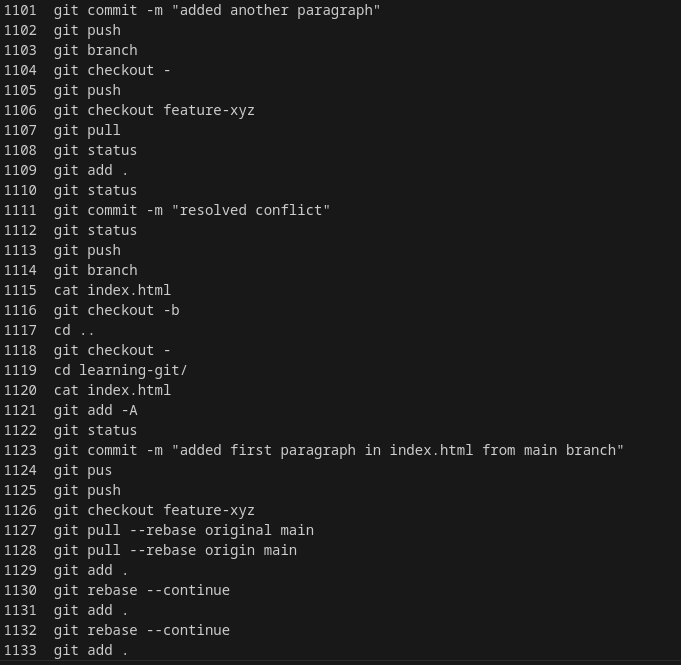 1101 git commit -m "added another paragraph"
1102 git push
1103 git branch
1104 git checkout -
1105 git push
1106 git checkout feature-xyz
1107 git pull
1108 git status
1109 git add .
1110 git status
1111 git commit -m "resolved conflict"
1112 git status
1113 git push
1114 git branch
1115 cat index.html
1116 git checkout -b
1117 cd ..
1118 git checkout -
1119 cd learning-git/
1120 cat index.html
1121 git add -A
1122 git status
1123 git commit -m "added first paragraph in index.html from main branch"
1124 git pus
1125 git push
1126 git checkout feature-xyz
1127 git pull --rebase original main
1128 git pull --rebase origin main
1129 git add .
1130 git rebase --continue
1131 git add .
1132 git rebase --continue
1133 git add .